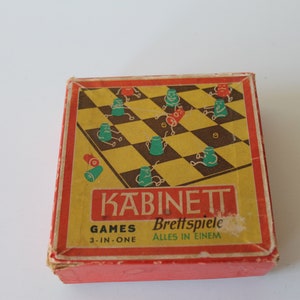 KABINETT
GAMES Brettspiele
3-IN-ONE ALLES IN EINEM